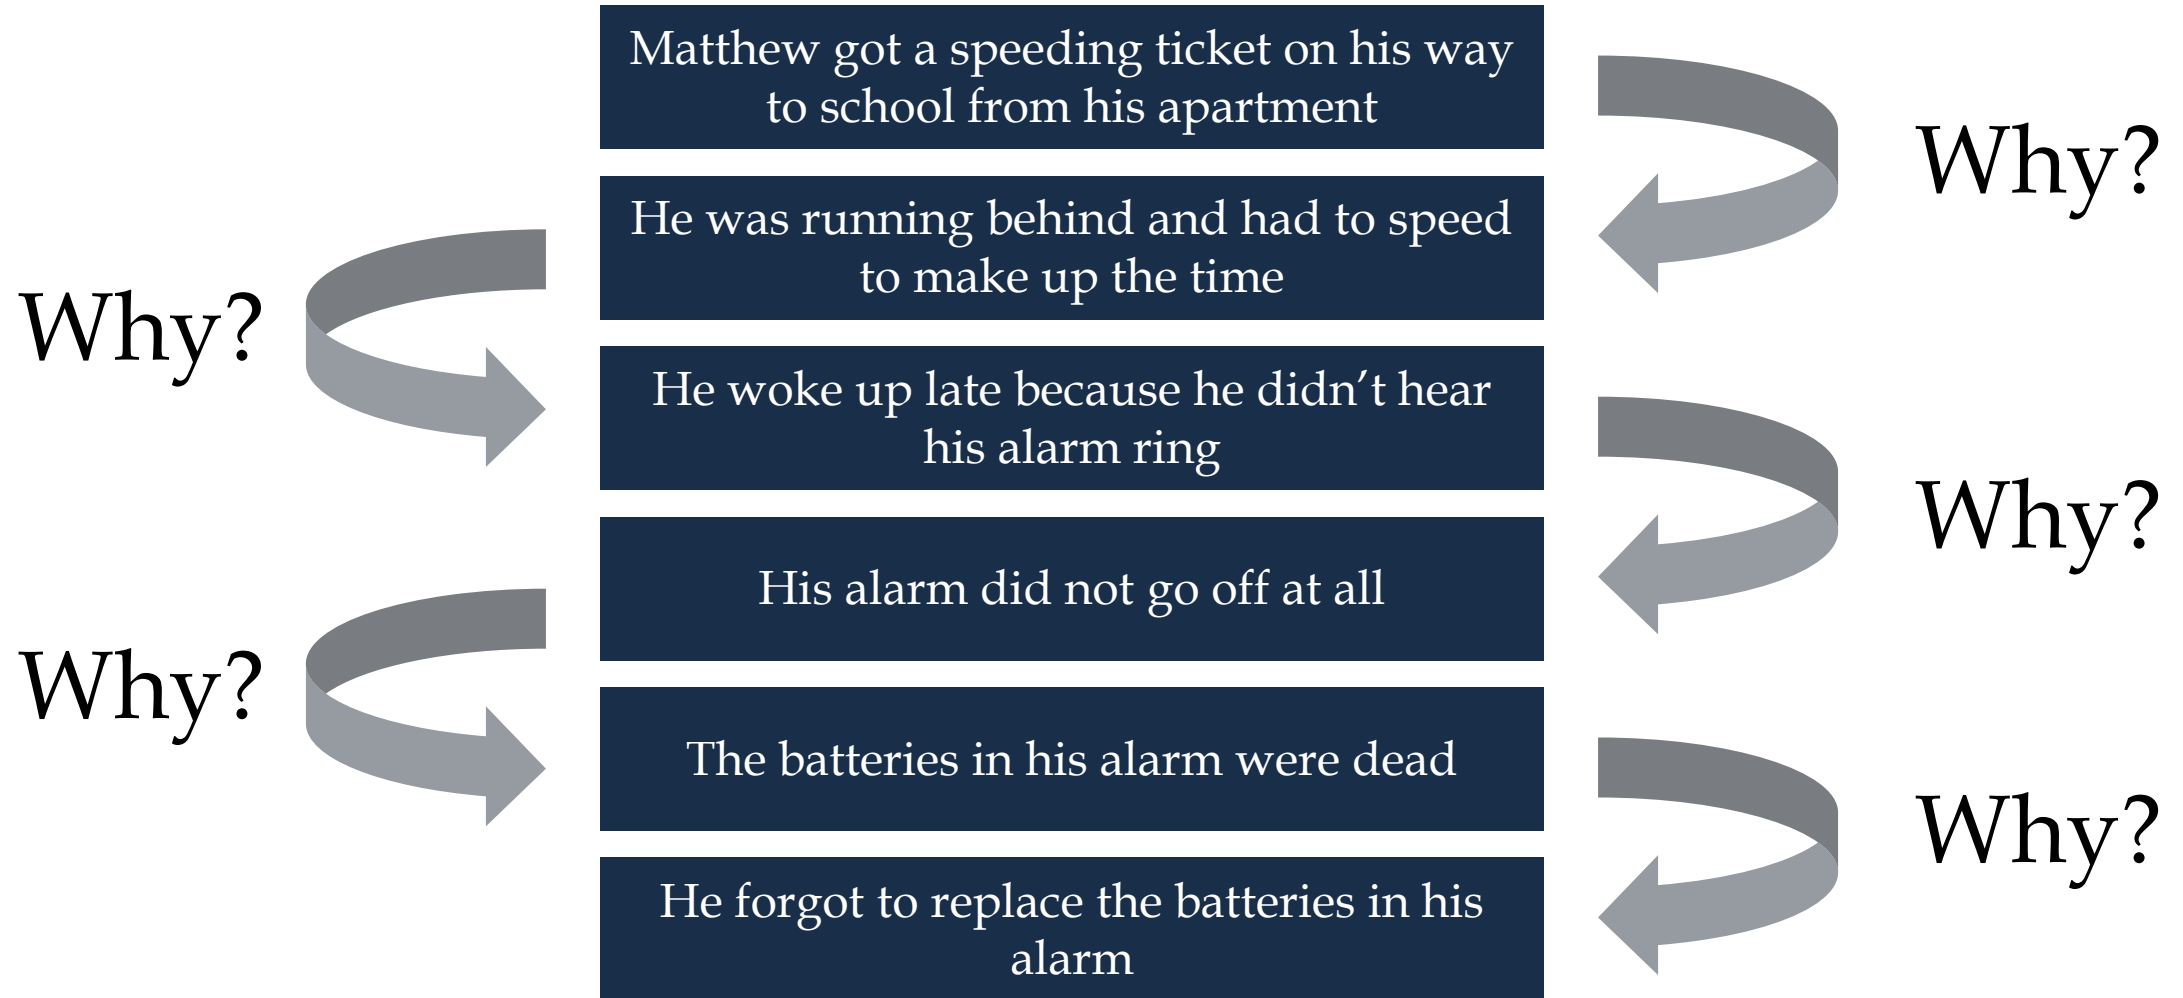 Matthew got a speeding ticket on his way
to school from his apartment
Why?
He was running behind and had to speed
to make up the time
Why?
He woke up late because he didn’t hear
his alarm ring
Why?
His alarm did not go off at all
Why?
The batteries in his alarm were dead
Why?
He forgot to replace the batteries in his
alarm